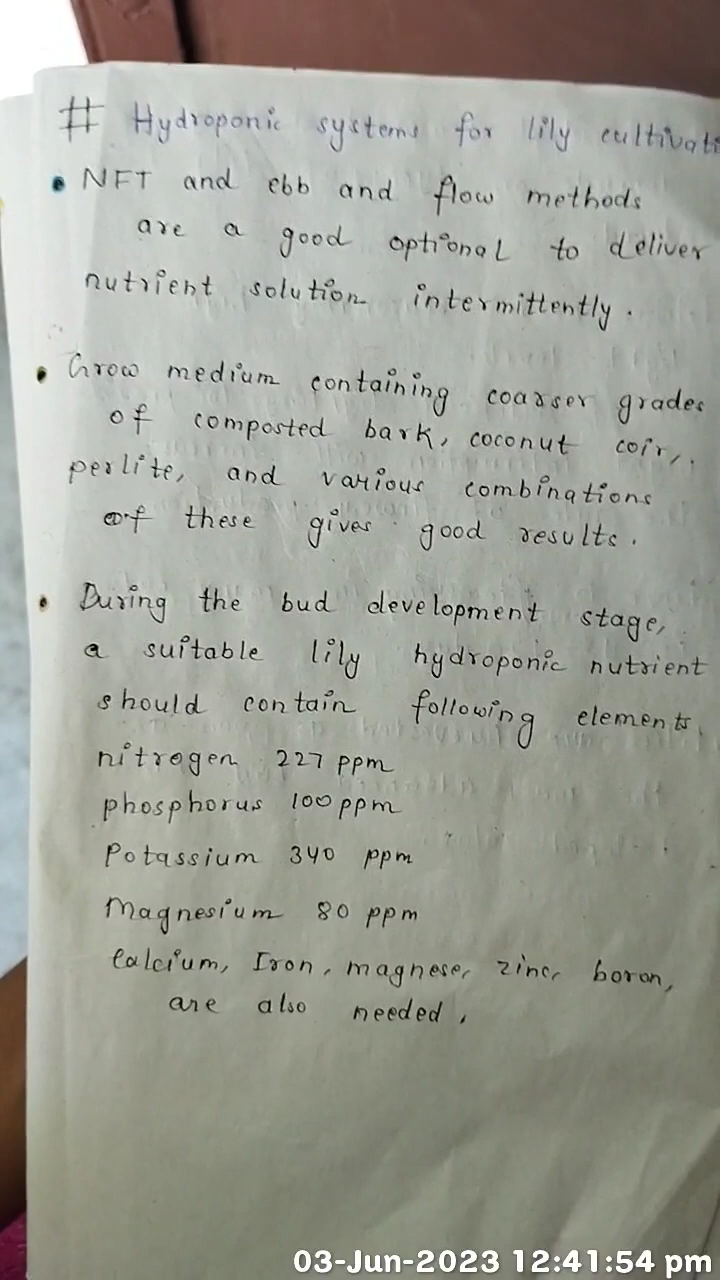 # Hydroponic systems for lily cultivati
• NFT and ebb and flow methods
are a good optional to deliver
nutrient solution intermittently.
• Grow medium containing coarser grades
of composted bark, coconut coir,
perlite, and various combinations
of these gives good results.
• During the bud development stage,
a suitable lily hydroponic nutrient
should contain following elements.
nitrogen 227 ppm
phosphorus 100 ppm
Potassium 340 ppm
Magnesium 80 ppm
Calcium, Iron, magnese, zinc, boron,
are also needed,
03-Jun-2023 12:41:54 pm